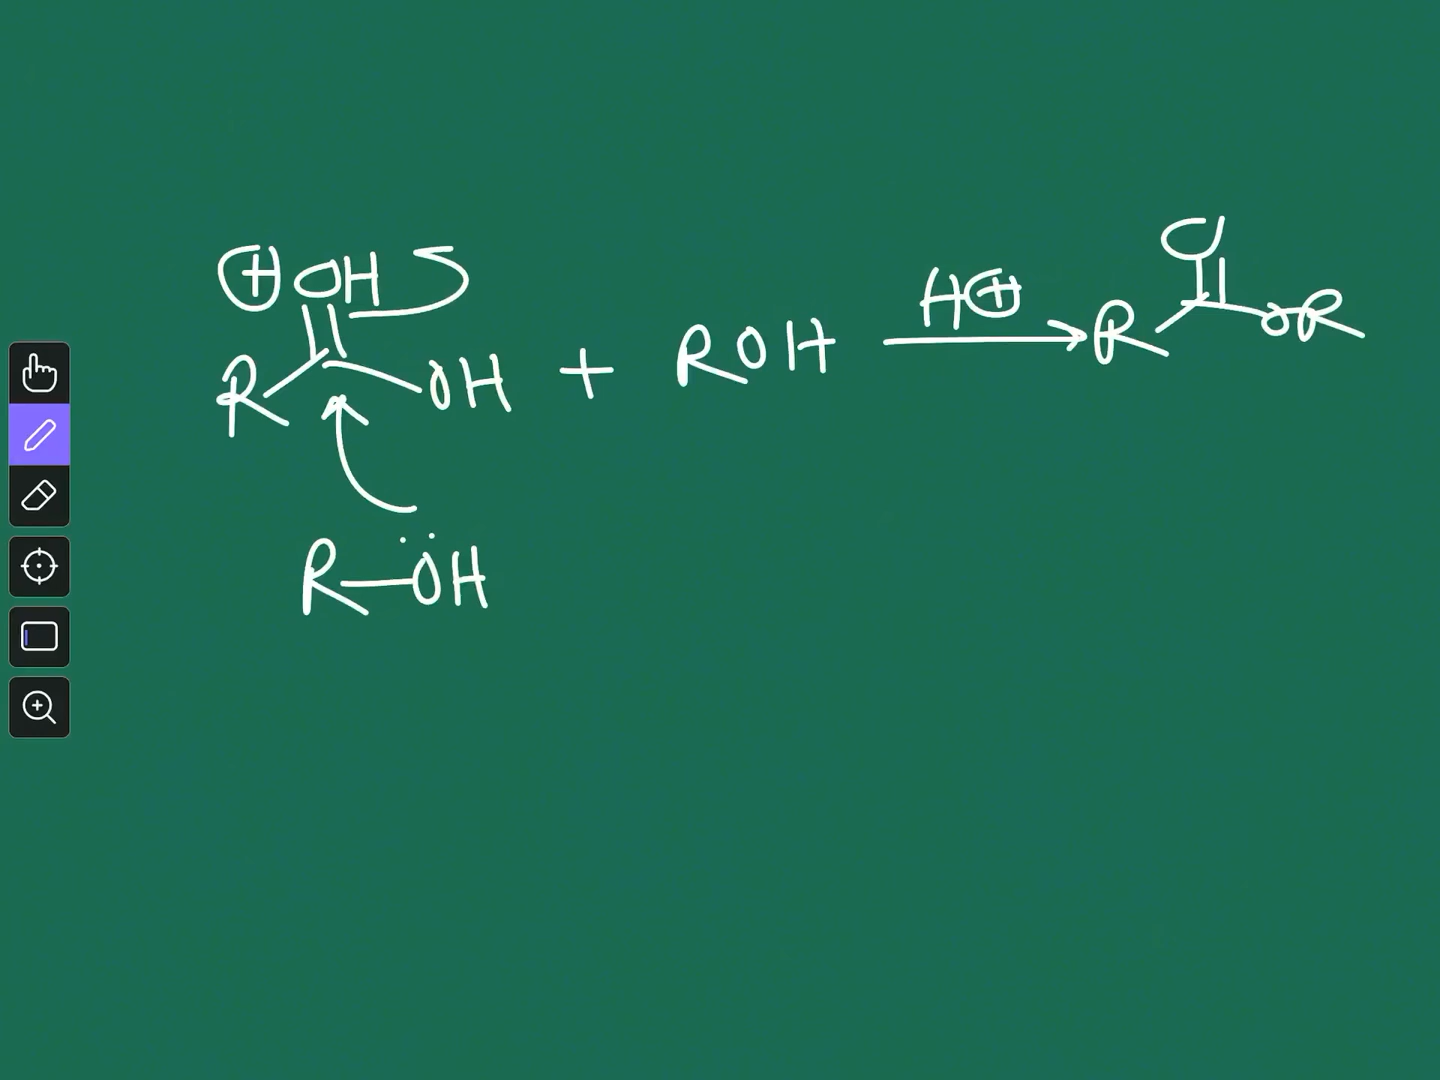 ⊕ OH
R OH + ROH H⊕ → R O OR
R—ÖH